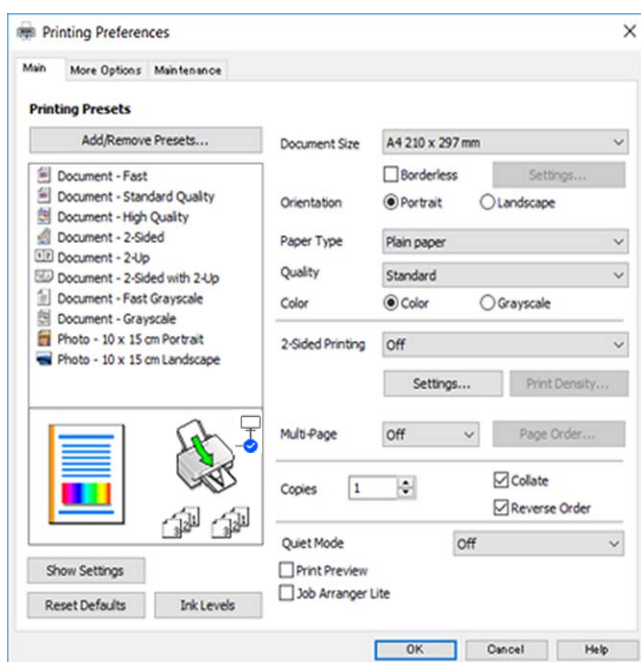 Printing Preferences
Main More Options Maintenance
Printing Presets
Add/Remove Presets...
Document - Fast
Document - Standard Quality
Document - High Quality
Document - 2-Sided
Document - 2-Up
Document - 2-Sided with 2-Up
Document - Fast Grayscale
Document - Grayscale
Photo - 10 x 15 cm Portrait
Photo - 10 x 15 cm Landscape
Show Settings
Reset Defaults Ink Levels
Document Size A4 210 x 297 mm
Borderless Settings...
Orientation Portrait Landscape
Paper Type Plain paper
Quality Standard
Color Color Grayscale
2-Sided Printing Off
Settings... Print Density...
Multi-Page Off Page Order...
Copies 1 Collate
Reverse Order
Quiet Mode Off
Print Preview
Job Arranger Lite
OK Cancel Help